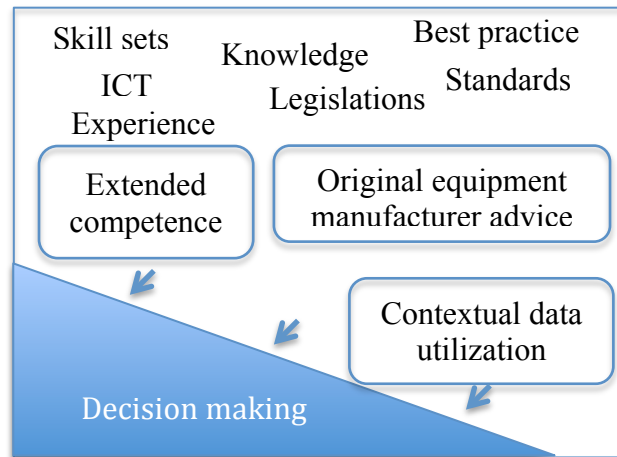 Skill sets
Knowledge
Best practice
ICT
Legislations
Standards
Experience
Extended
competence
Original equipment
manufacturer advice
Contextual data
utilization
Decision making